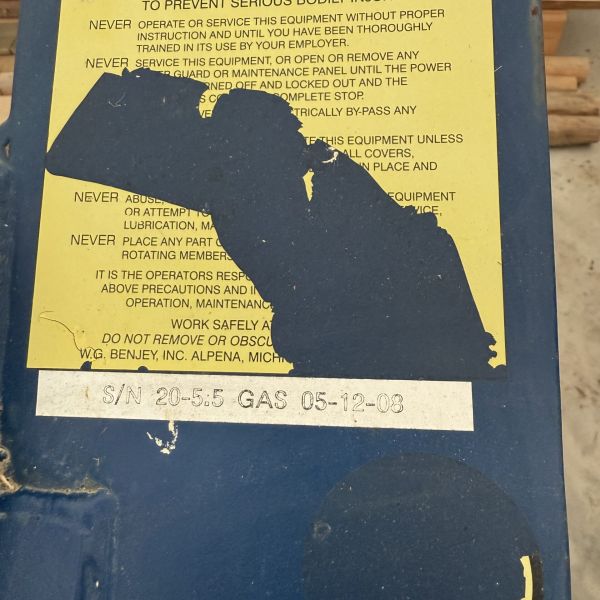 TO PREVENT SERIOUS BODILY
NEVER OPERATE OR SERVICE THIS EQUIPMENT WITHOUT PROPER
INSTRUCTION AND UNTIL YOU HAVE BEEN THOROUGHLY
TRAINED IN ITS USE BY YOUR EMPLOYER.
NEVER SERVICE THIS EQUIPMENT, OR OPEN OR REMOVE ANY
GUARD OR MAINTENANCE PANEL UNTIL THE POWER
OFF AND LOCKED OUT AND THE
COMPLETE STOP.
BY-PASS ANY
THIS EQUIPMENT UNLESS
ALL COVERS,
IN PLACE AND
NEVER ABUSE,
OR ATTEMPT TO
LUBRICATION,
NEVER PLACE ANY PART
ROTATING MEMBERS
IT IS THE OPERATORS
ABOVE PRECAUTIONS AND
OPERATION,
WORK SAFELY
DO NOT REMOVE OR
W.G. BENJEY, INC. ALPENA,
S/N 20-5:5 GAS 05-12-08